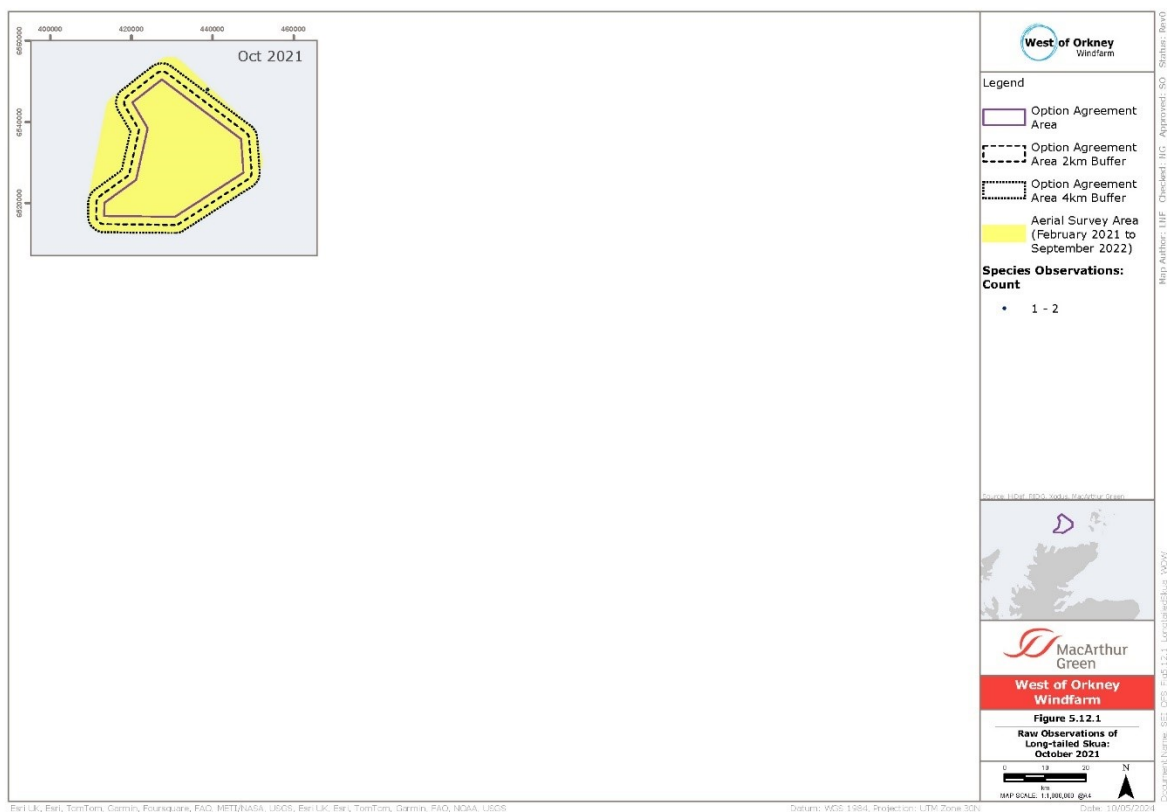 400000
420000
440000
460000
6860000
6840000
6820000
Oct 2021
West of Orkney
Windfarm
Legend
Option Agreement
Area
Option Agreement
Area 2km Buffer
Option Agreement
Area 4km Buffer
Aerial Survey Area
(February 2021 to
September 2022)
Species Observations:
Count
1 - 2
Source: HiDef, Xodus, MacArthur Green
MacArthur
Green
West of Orkney
Windfarm
Figure 5.12.1
Raw Observations of
Long-tailed Skua:
October 2021
0 10 20
km
N
MAP SCALE: 1:1,000,000 @A4
Map Author: LNF Checked: NG Approved: SO Status: Rev0
Esri UK, Esri, TomTom, Garmin, Foursquare, FAO, METI/NASA, USGS, Esri UK, Esri, TomTom, Garmin, FAO, NOAA, USGS
Datum: WGS 1984, Projection: UTM Zone 30N
Date: 10/05/2024